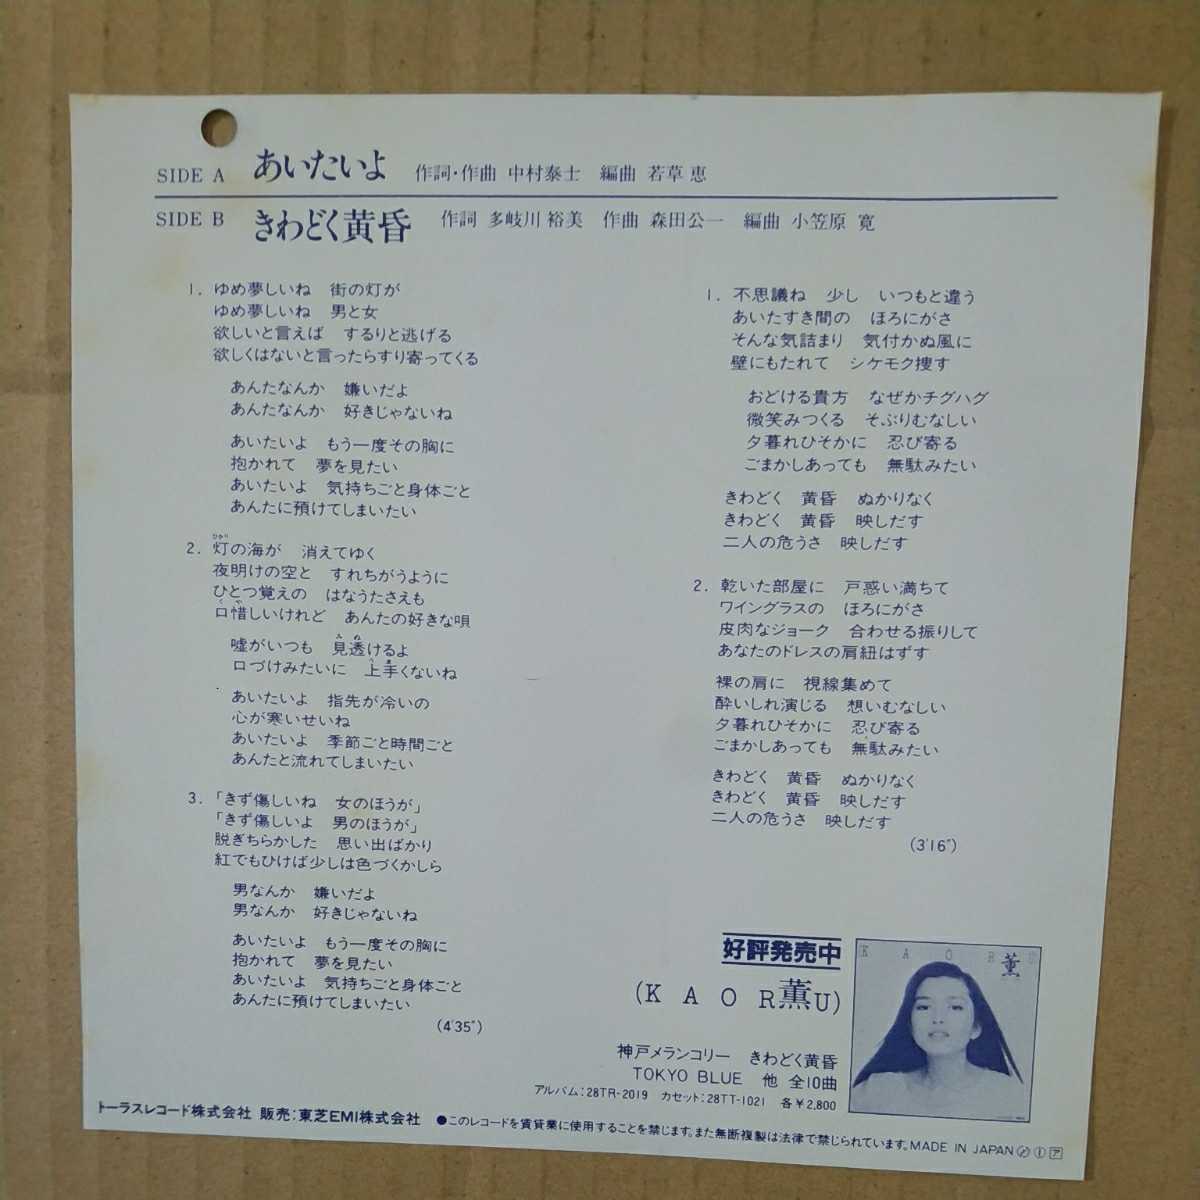 SIDE A あいたいよ 作詞・作曲 中村泰士 編曲 若草 恵
SIDE B きわどく黄昏 作詞 多岐川 裕美 作曲 森田公一 編曲 小笠原 寛
1. ゆめ夢しいね 街の灯が
ゆめ夢しいね 男と女
欲しいと言えば するりと逃げる
欲しくはないと言ったらすり寄ってくる
あんたなんか 嫌いだよ
あんたなんか 好きじゃないね
あいたいよ もう一度その胸に
抱かれて 夢を見たい
あいたいよ 気持ちごと身体ごと
あんたに預けてしまいたい
2. 灯の海が 消えてゆく
夜明けの空と すれちがうように
ひとつ覚えの はなうたさえも
口惜しいけれど あんたの好きな唄
嘘がいつも 見透けるよ
口づけみたいに 上手くないね
あいたいよ 指先が冷いの
心が寒いせいね
あいたいよ 季節ごと時間ごと
あんたと流れてしまいたい
3. 「きず傷しいね 女のほうが」
「きず傷しいよ 男のほうが」
脱ぎちらかした 思い出ばかり
紅でもひけば少しは色づくかしら
男なんか 嫌いだよ
男なんか 好きじゃないね
あいたいよ もう一度その胸に
抱かれて 夢を見たい
あいたいよ 気持ちごと身体ごと
あんたに預けてしまいたい
(4'35")
1. 不思議ね 少し いつもと違う
あいたすき間の ほろにがさ
そんな気詰まり 気付かぬ風に
壁にもたれて シケモク捜す
おどける貴方 なぜかチグハグ
微笑みつくる そぶりむなしい
夕暮れひそかに 忍び寄る
ごまかしあっても 無駄みたい
きわどく 黄昏 ぬかりなく
きわどく 黄昏 映しだす
二人の危うさ 映しだす
2. 乾いた部屋に 戸惑い満ちて
ワイングラスの ほろにがさ
皮肉なジョーク 合わせる振りして
あなたのドレスの肩紐はずす
裸の肩に 視線集めて
酔いしれ演じる 想いむなしい
夕暮れひそかに 忍び寄る
ごまかしあっても 無駄みたい
きわどく 黄昏 ぬかりなく
きわどく 黄昏 映しだす
二人の危うさ 映しだす
(3'16")
好評発売中
(KAOR薫U)
KAORU
薫
神戸メランコリー きわどく黄昏
TOKYO BLUE 他 全10曲
アルバム:28TR-2019 カセット:28TT-1021 各¥2,800
トーラスレコード株式会社 販売:東芝EMI株式会社 ●このレコードを賃貸業に使用することを禁じます。また無断複製は法律で禁じられています。MADE IN JAPAN